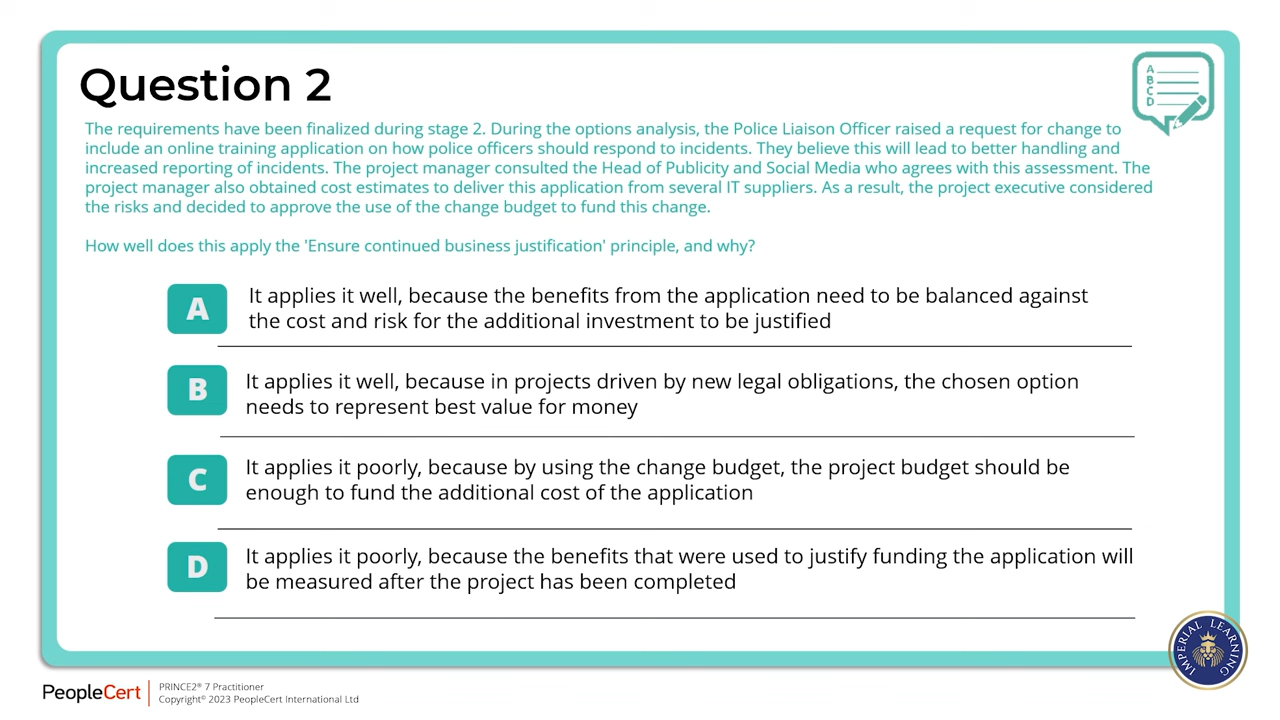 Question 2
A
B
C
D
The requirements have been finalized during stage 2. During the options analysis, the Police Liaison Officer raised a request for change to
include an online training application on how police officers should respond to incidents. They believe this will lead to better handling and
increased reporting of incidents. The project manager consulted the Head of Publicity and Social Media who agrees with this assessment. The
project manager also obtained cost estimates to deliver this application from several IT suppliers. As a result, the project executive considered
the risks and decided to approve the use of the change budget to fund this change.
How well does this apply the 'Ensure continued business justification' principle, and why?
A
It applies it well, because the benefits from the application need to be balanced against
the cost and risk for the additional investment to be justified
B
It applies it well, because in projects driven by new legal obligations, the chosen option
needs to represent best value for money
C
It applies it poorly, because by using the change budget, the project budget should be
enough to fund the additional cost of the application
D
It applies it poorly, because the benefits that were used to justify funding the application will
be measured after the project has been completed
IMPERIAL LEARNING
PeopleCert
PRINCE2® 7 Practitioner
Copyright© 2023 PeopleCert International Ltd